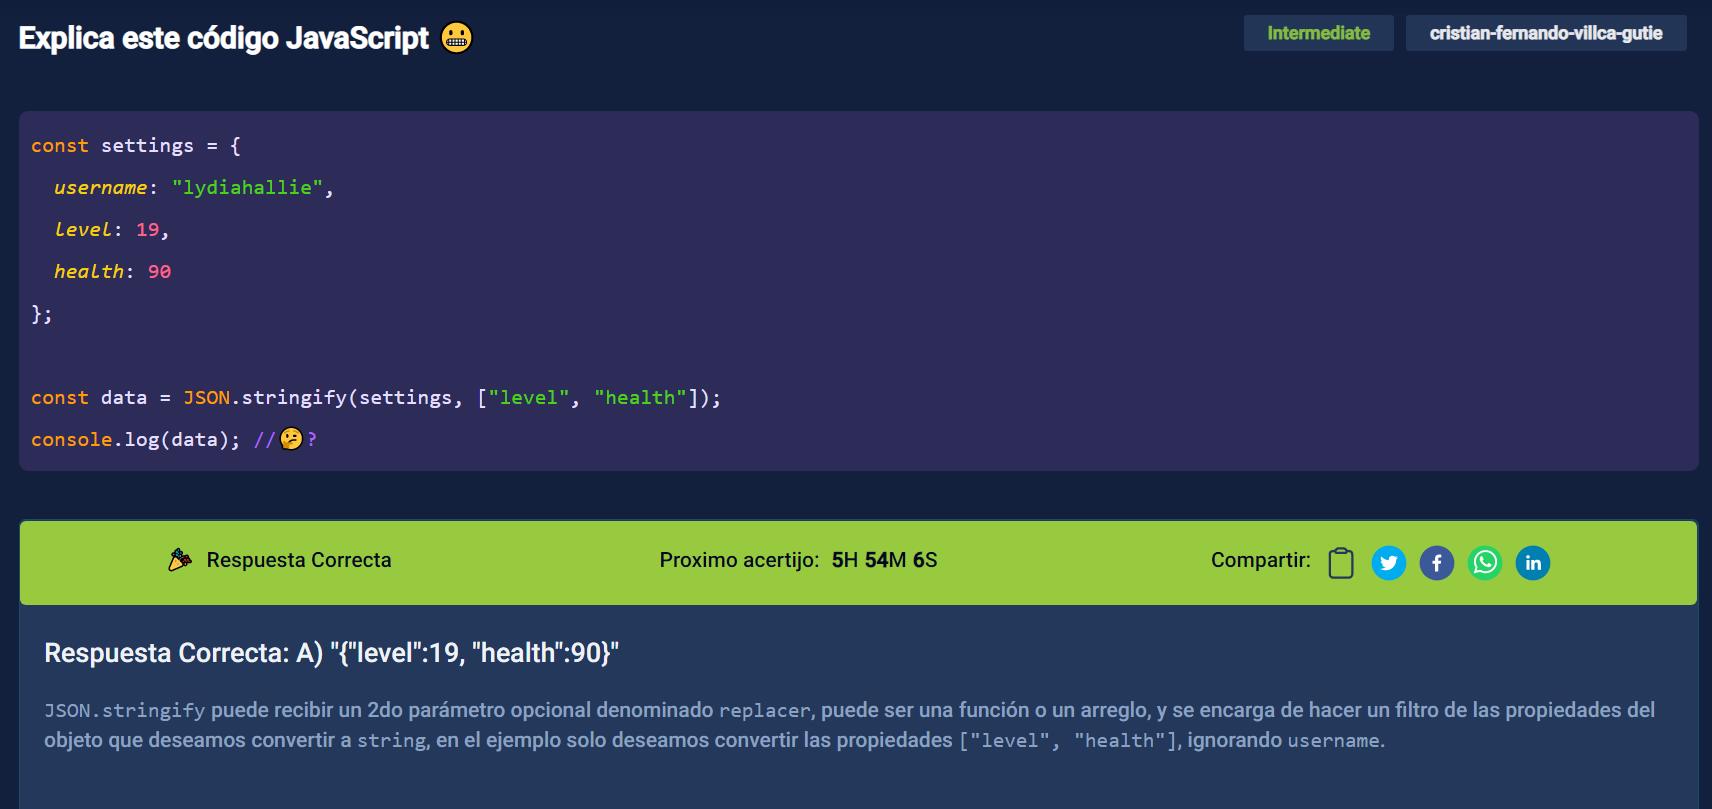 Explica este código JavaScript 😬
Intermediate
cristian-fernando-villca-gutie
const settings = {
  username: "lydiahallie",
  level: 19,
  health: 90
};
const data = JSON.stringify(settings, ["level", "health"]);
console.log(data); //🤔?
Respuesta Correcta
Proximo acertijo: 5H 54M 6S
Compartir:
Respuesta Correcta: A) "{"level":19, "health":90}"
JSON.stringify puede recibir un 2do parámetro opcional denominado replacer, puede ser una función o un arreglo, y se encarga de hacer un filtro de las propiedades del
objeto que deseamos convertir a string, en el ejemplo solo deseamos convertir las propiedades ["level", "health"], ignorando username.